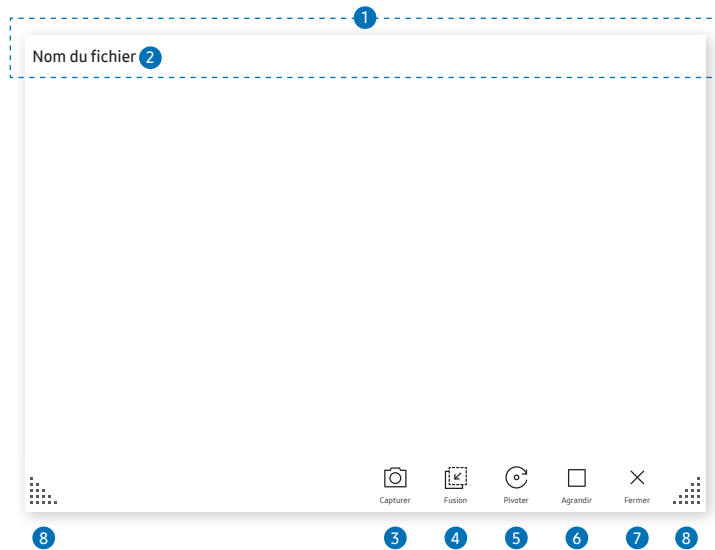 1
Nom du fichier 2
Capturer Fusion Pivoter Agrandir Fermer
8 3 4 5 6 7 8